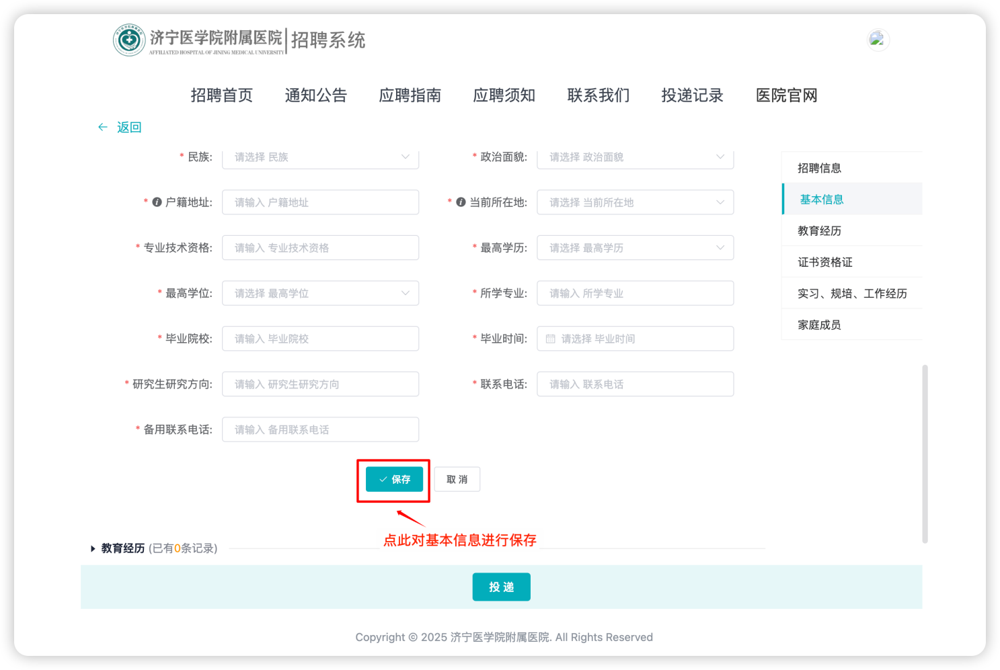 济宁医学院附属医院 招聘系统
AFFILIATED HOSPITAL OF JINING MEDICAL UNIVERSITY
招聘首页 通知公告 应聘指南 应聘须知 联系我们 投递记录 医院官网
← 返回
* 民族: 请选择 民族 * 政治面貌: 请选择 政治面貌
* 户籍地址: 请输入 户籍地址 * 当前所在地: 请选择 当前所在地
* 专业技术资格: 请输入 专业技术资格 * 最高学历: 请选择 最高学历
* 最高学位: 请选择 最高学位 * 所学专业: 请输入 所学专业
* 毕业院校: 请输入 毕业院校 * 毕业时间: 请选择 毕业时间
* 研究生研究方向: 请输入 研究生研究方向 * 联系电话: 请输入 联系电话
* 备用联系电话: 请输入 备用联系电话
保存 取消
点此对基本信息进行保存
教育经历 (已有0条记录)
招聘信息
基本信息
教育经历
证书资格证
实习、规培、工作经历
家庭成员
投递
Copyright © 2025 济宁医学院附属医院. All Rights Reserved